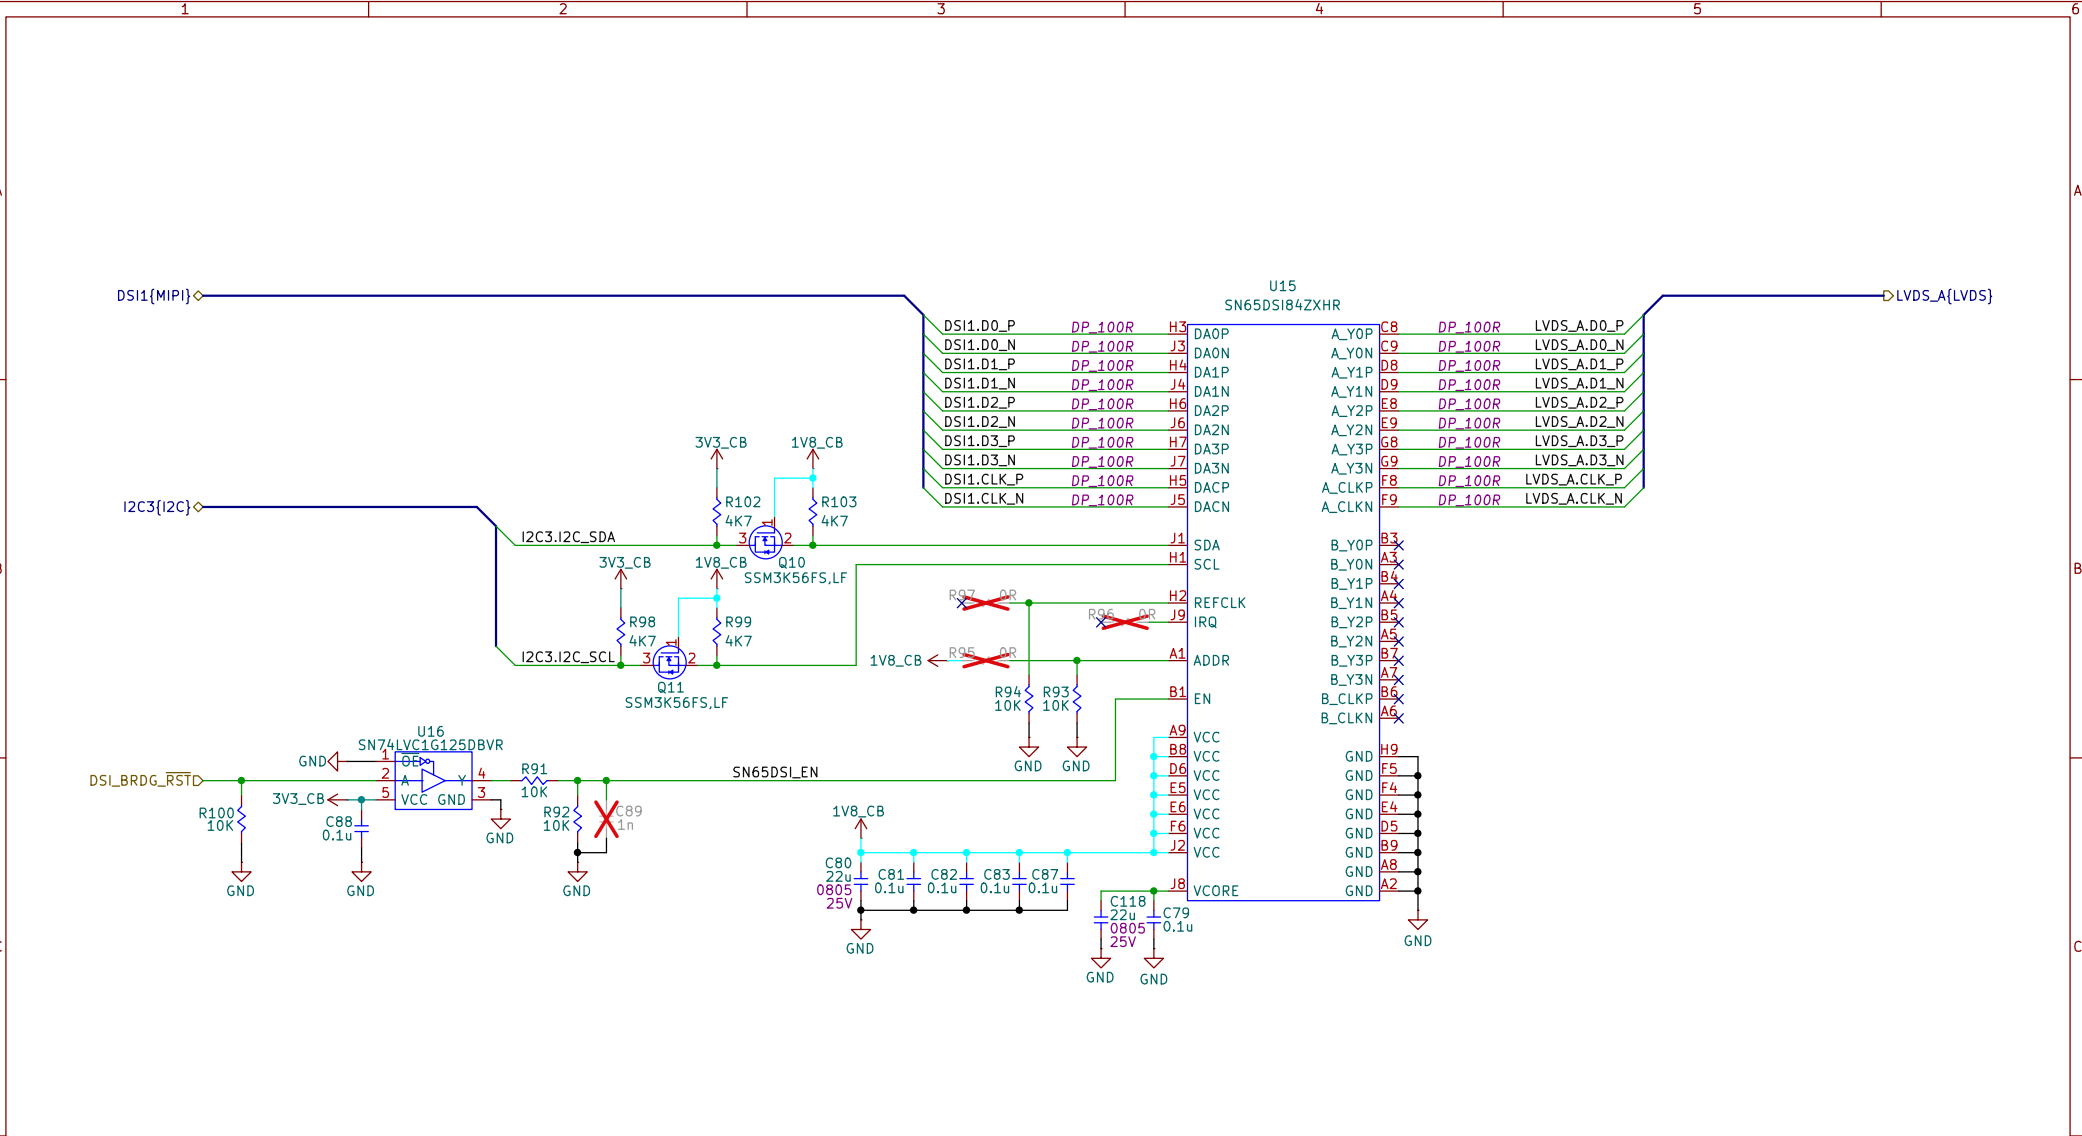 1 2 3 4 5 6
A
B
C
A
B
C
DSI1{MIPI}
I2C3{I2C}
DSI_BRDG_RST
LVDS_A{LVDS}
U15
SN65DSI84ZXHR
DSI1.D0_P DP_100R H3 DA0P
DSI1.D0_N DP_100R J3 DA0N
DSI1.D1_P DP_100R H4 DA1P
DSI1.D1_N DP_100R J4 DA1N
DSI1.D2_P DP_100R H6 DA2P
DSI1.D2_N DP_100R J6 DA2N
DSI1.D3_P DP_100R H7 DA3P
DSI1.D3_N DP_100R J7 DA3N
DSI1.CLK_P DP_100R H5 DACP
DSI1.CLK_N DP_100R J5 DACN
J1 SDA
H1 SCL
H2 REFCLK
J9 IRQ
A1 ADDR
B1 EN
A9 VCC
B8 VCC
D6 VCC
E5 VCC
E6 VCC
F6 VCC
J2 VCC
J8 VCORE
A_Y0P C8 DP_100R LVDS_A.D0_P
A_Y0N C9 DP_100R LVDS_A.D0_N
A_Y1P D8 DP_100R LVDS_A.D1_P
A_Y1N D9 DP_100R LVDS_A.D1_N
A_Y2P E8 DP_100R LVDS_A.D2_P
A_Y2N E9 DP_100R LVDS_A.D2_N
A_Y3P G8 DP_100R LVDS_A.D3_P
A_Y3N G9 DP_100R LVDS_A.D3_N
A_CLKP F8 DP_100R LVDS_A.CLK_P
A_CLKN F9 DP_100R LVDS_A.CLK_N
B_Y0P B3
B_Y0N A3
B_Y1P B4
B_Y1N A4
B_Y2P B5
B_Y2N A5
B_Y3P B7
B_Y3N A7
B_CLKP B6
B_CLKN A6
GND H9
GND F5
GND F4
GND E4
GND D5
GND B9
GND A8
GND A2
GND
3V3_CB 1V8_CB
R102
4K7
R103
4K7
I2C3.I2C_SDA
3 1 2
Q10
SSM3K56FS,LF
3V3_CB 1V8_CB
R98
4K7
R99
4K7
I2C3.I2C_SCL
3 1 2
Q11
SSM3K56FS,LF
R97 0R
R96 0R
1V8_CB R95 0R
R94
10K
R93
10K
GND GND
U16
SN74LVC1G125DBVR
GND 1 OE
2 A Y 4
3V3_CB 5 VCC GND 3
R91
10K
SN65DSI_EN
R100
10K
C88
0.1u
GND
R92
10K
C89
1n
GND GND GND
1V8_CB
C80
22u
0805
25V
C81
0.1u
C82
0.1u
C83
0.1u
C87
0.1u
GND
C118
22u
0805
25V
C79
0.1u
GND GND